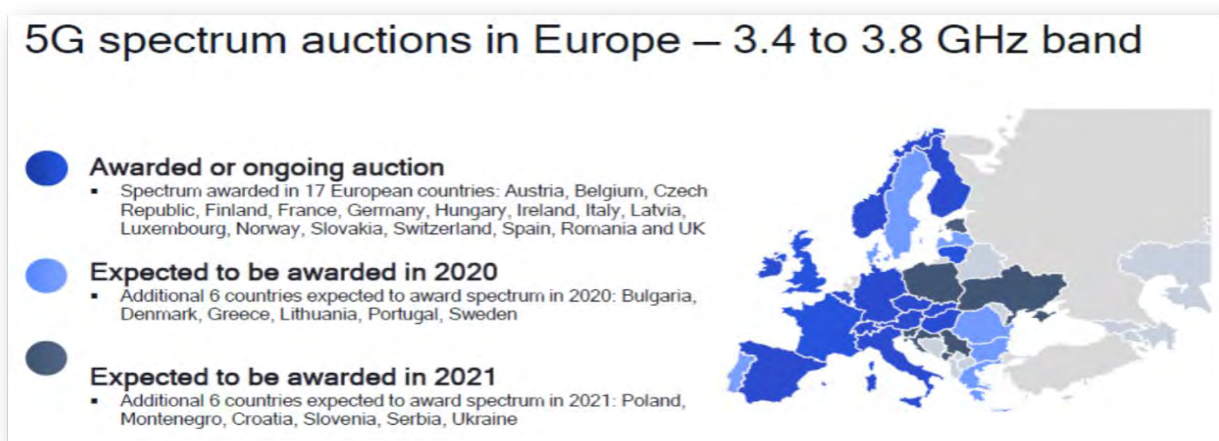 5G spectrum auctions in Europe – 3.4 to 3.8 GHz band
Awarded or ongoing auction
▪ Spectrum awarded in 17 European countries: Austria, Belgium, Czech
Republic, Finland, France, Germany, Hungary, Ireland, Italy, Latvia,
Luxembourg, Norway, Slovakia, Switzerland, Spain, Romania and UK
Expected to be awarded in 2020
▪ Additional 6 countries expected to award spectrum in 2020: Bulgaria,
Denmark, Greece, Lithuania, Portugal, Sweden
Expected to be awarded in 2021
▪ Additional 6 countries expected to award spectrum in 2021: Poland,
Montenegro, Croatia, Slovenia, Serbia, Ukraine